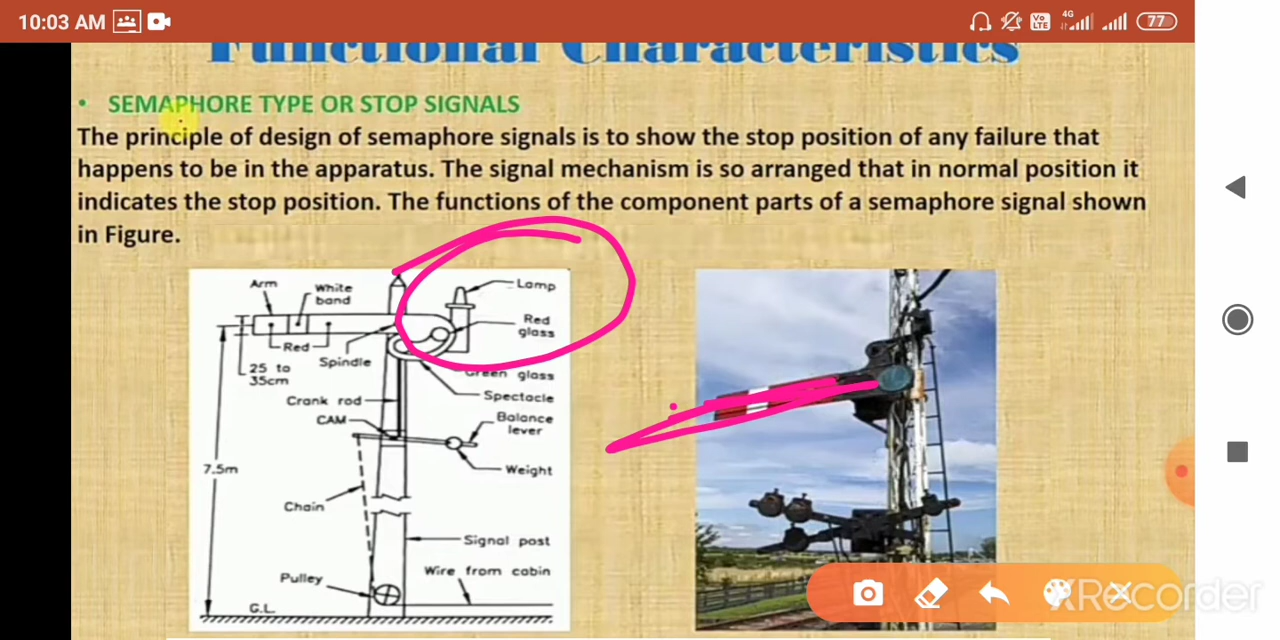 10:03 AM
Vo LTE
4G
77
Functional Characteristics
• SEMAPHORE TYPE OR STOP SIGNALS
The principle of design of semaphore signals is to show the stop position of any failure that
happens to be in the apparatus. The signal mechanism is so arranged that in normal position it
indicates the stop position. The functions of the component parts of a semaphore signal shown
in Figure.
Arm
White
band
Lamp
Red
glass
Red
Spindle
25 to
35cm
Green glass
Spectacle
Crank rod
CAM
Balance
lever
7.5m
Weight
Chain
Signal post
Wire from cabin
Pulley
G.L.
XRecorder